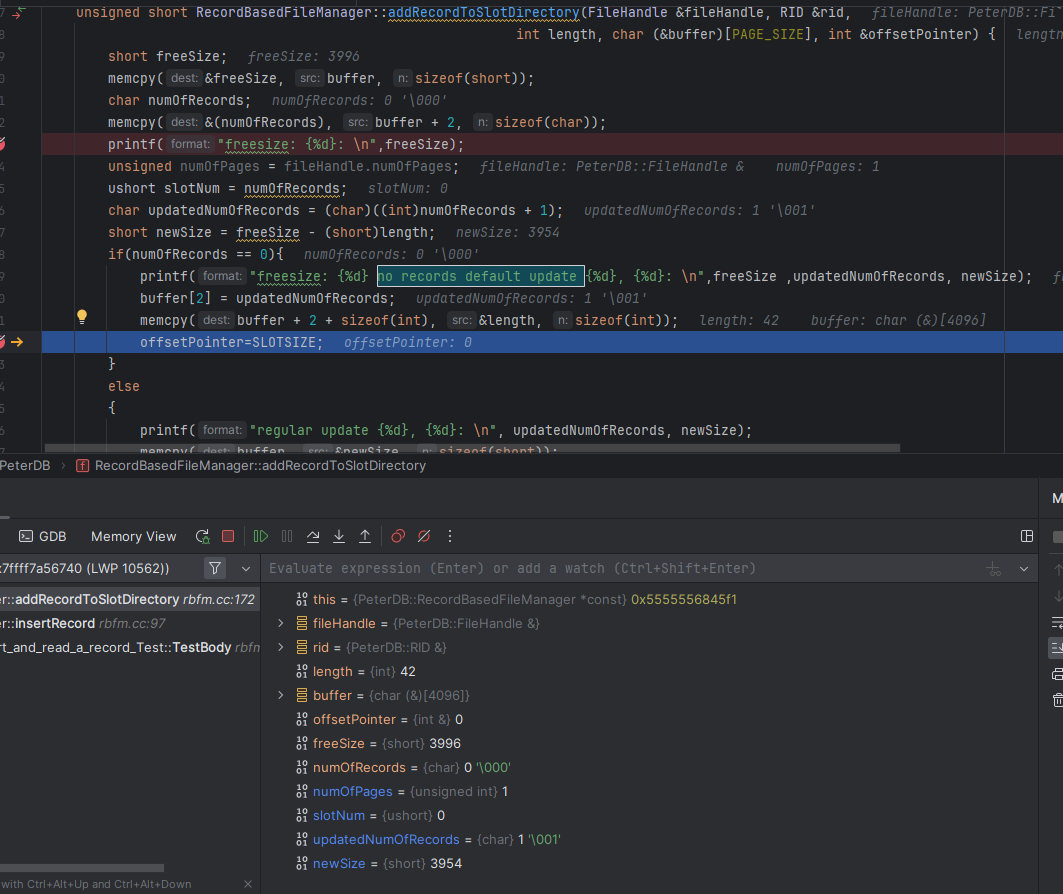 7 unsigned short RecordBasedFileManager::addRecordToSlotDirectory(FileHandle &fileHandle, RID &rid, fileHandle: PeterDB::Fi
8 int length, char (&buffer)[PAGE_SIZE], int &offsetPointer) { length
9 short freeSize; freeSize: 3996
0 memcpy( dest: &freeSize, src: buffer, n: sizeof(short));
1 char numOfRecords; numOfRecords: 0 '\000'
2 memcpy( dest: &(numOfRecords), src: buffer + 2, n: sizeof(char));
printf( format: "freesize: {%d}: \n",freeSize);
4 unsigned numOfPages = fileHandle.numOfPages; fileHandle: PeterDB::FileHandle & numOfPages: 1
5 ushort slotNum = numOfRecords; slotNum: 0
6 char updatedNumOfRecords = (char)((int)numOfRecords + 1); updatedNumOfRecords: 1 '\001'
7 short newSize = freeSize - (short)length; newSize: 3954
8 if(numOfRecords == 0){ numOfRecords: 0 '\000'
9 printf( format: "freesize: {%d} no records default update {%d}, {%d}: \n",freeSize ,updatedNumOfRecords, newSize); f
0 buffer[2] = updatedNumOfRecords; updatedNumOfRecords: 1 '\001'
1 memcpy( dest: buffer + 2 + sizeof(int), src: &length, n: sizeof(int)); length: 42 buffer: char (&)[4096]
offsetPointer=SLOTSIZE; offsetPointer: 0
3 }
4 else
5 {
6 printf( format: "regular update {%d}, {%d}: \n", updatedNumOfRecords, newSize);
7 memcpy( dest: buffer, src: &newSize, n: sizeof(short));
PeterDB › f RecordBasedFileManager::addRecordToSlotDirectory
M
GDB Memory View
:7ffff7a56740 (LWP 10562))
Evaluate expression (Enter) or add a watch (Ctrl+Shift+Enter)
er::addRecordToSlotDirectory rbfm.cc:172
er::insertRecord rbfm.cc:97
rt_and_read_a_record_Test::TestBody rbfm
this = {PeterDB::RecordBasedFileManager *const} 0x5555556845f1
fileHandle = {PeterDB::FileHandle &}
rid = {PeterDB::RID &}
length = {int} 42
buffer = {char (&)[4096]}
offsetPointer = {int &} 0
freeSize = {short} 3996
numOfRecords = {char} 0 '\000'
numOfPages = {unsigned int} 1
slotNum = {ushort} 0
updatedNumOfRecords = {char} 1 '\001'
newSize = {short} 3954
with Ctrl+Alt+Up and Ctrl+Alt+Down